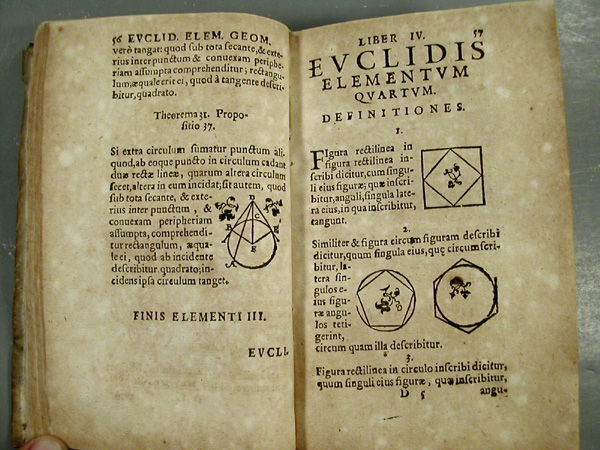 56 EVCLID. ELEM. GEOM.
verò tangat: quod sub tota secante, & exte-
rius inter punctum & conuexam periphe-
riam assumpta comprehenditur; rectangu-
lum, æquale erit ei, quod à tangente descri-
bitur, quadrato.
Theorema 31. Propo-
sitio 37.
Si extra circulum sumatur punctum ali-
quod, ab eoque puncto in circulum cadant
duæ rectæ lineæ, quarum altera circulum
secet, altera in eum incidat; sit autem, quod
sub tota secante, & exte-
rius inter punctum, &
conuexam peripheriam
assumpta, comprehendi-
tur rectangulum, æqua-
le ei, quod ab incidente
describitur quadrato; in-
cidens ipsa circulum tanget.
D
C
B
B
E
A
A
FINIS ELEMENTI III.
EVCLI-
LIBER IV. 57
EVCLIDIS
ELEMENTVM
QVARTVM.
DEFINITIONES.
1.
FIgura rectilinea in
figura rectilinea in-
scribi dicitur, cum singu-
li eius figuræ, quæ inscri-
bitur, anguli, singula late-
ra eius, in qua inscribitur,
tangunt.
2.
Similiter & figura circum figuram describi
dicitur, quum singula eius, quę circumscri-
bitur, la-
tera sin-
gulos e-
ius figu-
ræ angu-
los teti-
gerint,
circum quam illa describitur.
3.
Figura rectilinea in circulo inscribi dicitur,
quum singuli eius figuræ, quæ inscribitur,
D 5 angu-